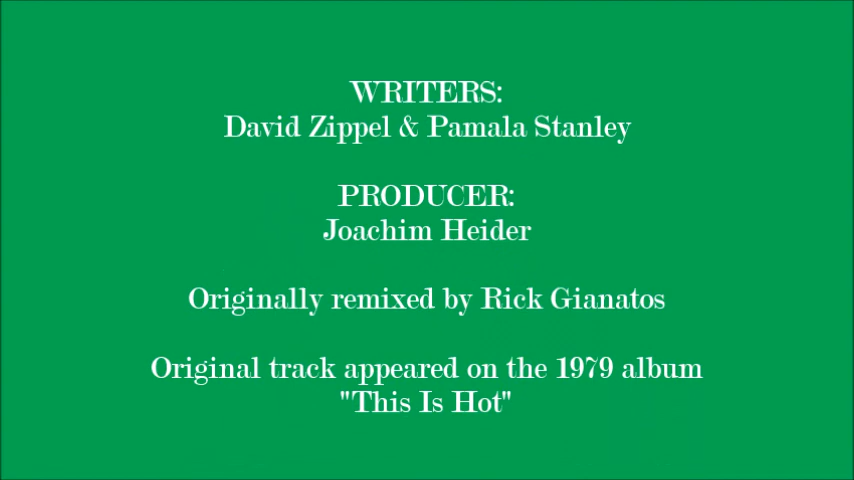 WRITERS:
David Zippel & Pamala Stanley
PRODUCER:
Joachim Heider
Originally remixed by Rick Gianatos
Original track appeared on the 1979 album
"This Is Hot"